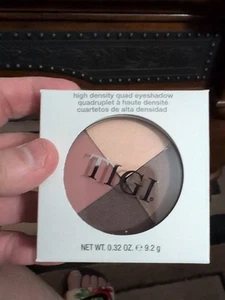 high density quad eyeshadow
quadruplet à haute densité
cuartetos de alta densidad
TIGI
NET WT. 0.32 OZ. e 9.2 g